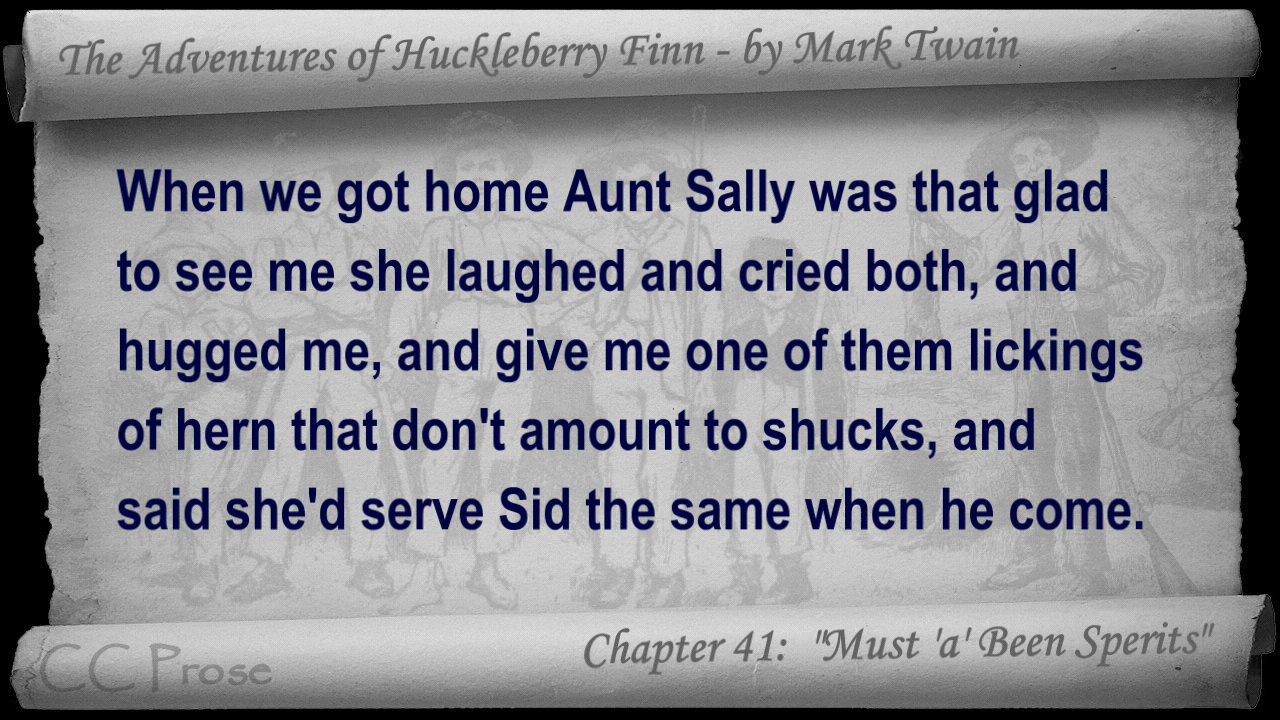 The Adventures of Huckleberry Finn - by Mark Twain
When we got home Aunt Sally was that glad
to see me she laughed and cried both, and
hugged me, and give me one of them lickings
of hern that don't amount to shucks, and
said she'd serve Sid the same when he come.
Chapter 41: "Must 'a' Been Sperits"
CC Prose